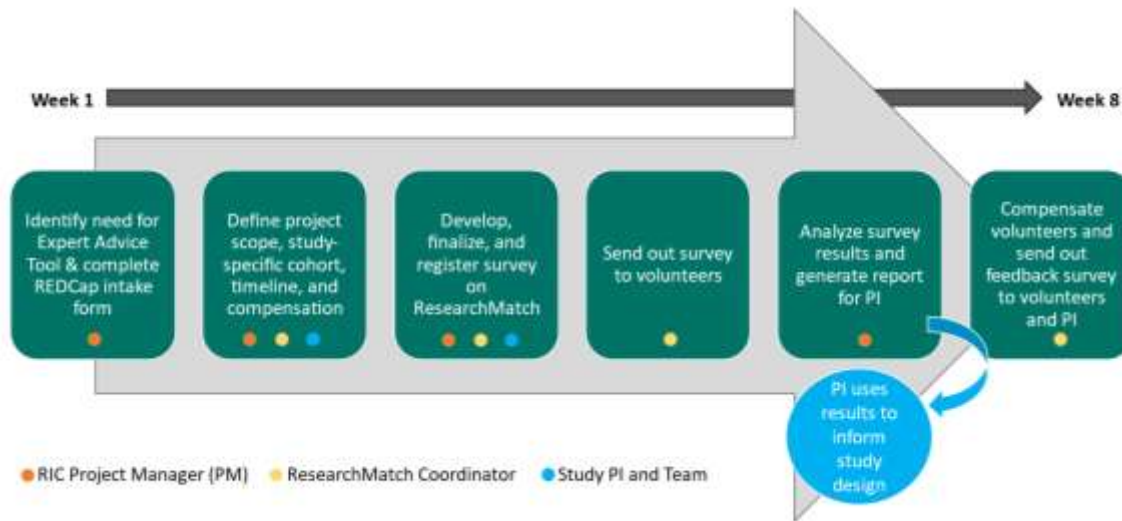 Week 1
Week 8
Identify need for
Expert Advice
Tool & complete
REDCap intake
form
Define project
scope, study-
specific cohort,
timeline, and
compensation
Develop,
finalize, and
register survey
on
ResearchMatch
Send out survey
to volunteers
Analyze survey
results and
generate report
for PI
Compensate
volunteers and
send out
feedback survey
to volunteers
and PI
PI uses
results to
inform
study
design
RIC Project Manager (PM)
ResearchMatch Coordinator
Study PI and Team